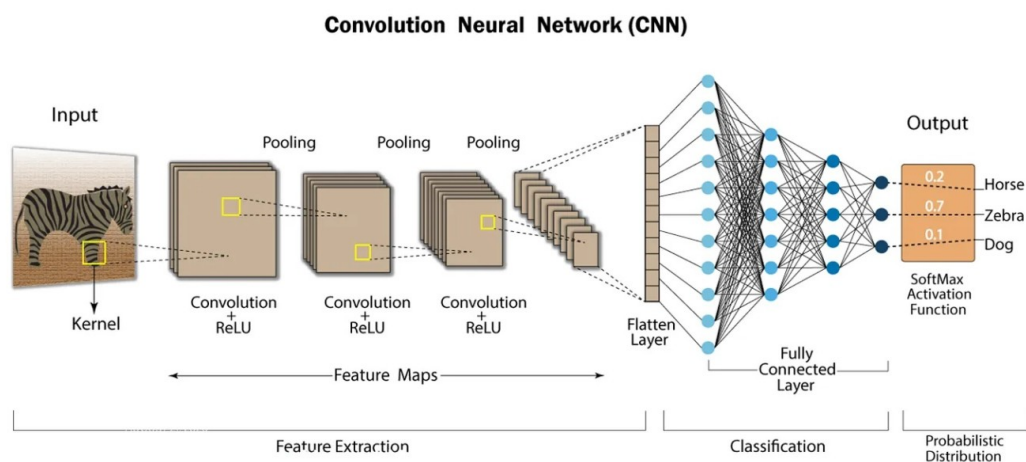 Convolution Neural Network (CNN)
Input
Kernel
Pooling
Pooling
Pooling
Convolution
+
ReLU
Convolution
+
ReLU
Convolution
+
ReLU
Feature Maps
Flatten
Layer
Fully
Connected
Layer
Output
0.2
Horse
0.7
Zebra
0.1
Dog
SoftMax
Activation
Function
Feature Extraction
Classification
Probabilistic
Distribution